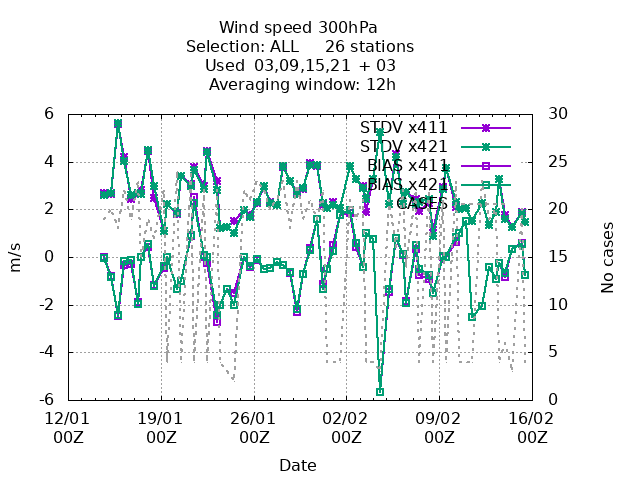 Wind speed 300hPa
Selection: ALL 26 stations
Used 03,09,15,21 + 03
Averaging window: 12h
6 30
STDV x411
STDV x421
4 25
BIAS x411
BIAS x421
CASES
2 20
m/s
0 15
No cases
-2 10
-4 5
-6 0
12/01 19/01 26/01 02/02 09/02 16/02
00Z 00Z 00Z 00Z 00Z 00Z
Date